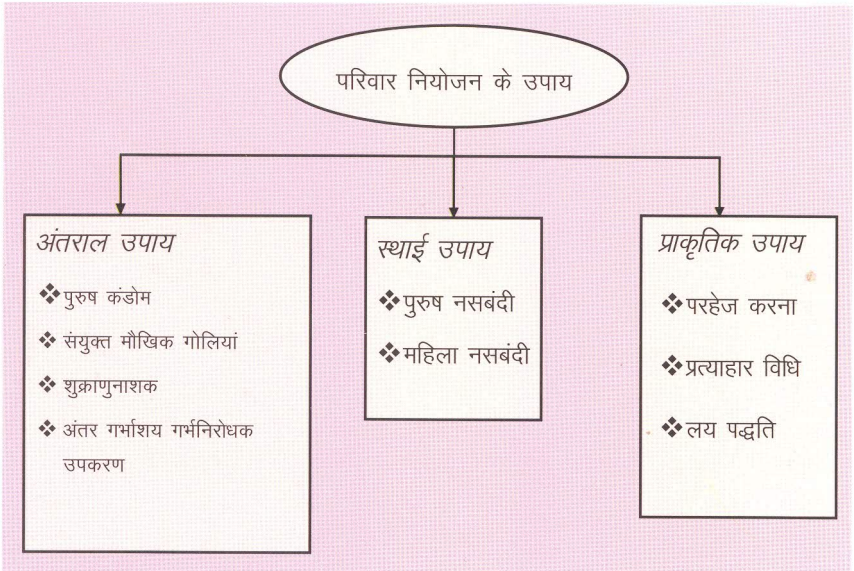 परिवार नियोजन के उपाय
अंतराल उपाय
❖ पुरुष कंडोम
❖ संयुक्त मौखिक गोलियां
❖ शुक्राणुनाशक
❖ अंतर गर्भाशय गर्भनिरोधक
उपकरण
स्थाई उपाय
❖ पुरुष नसबंदी
❖ महिला नसबंदी
प्राकृतिक उपाय
❖ परहेज करना
❖ प्रत्याहार विधि
❖ लय पद्धति